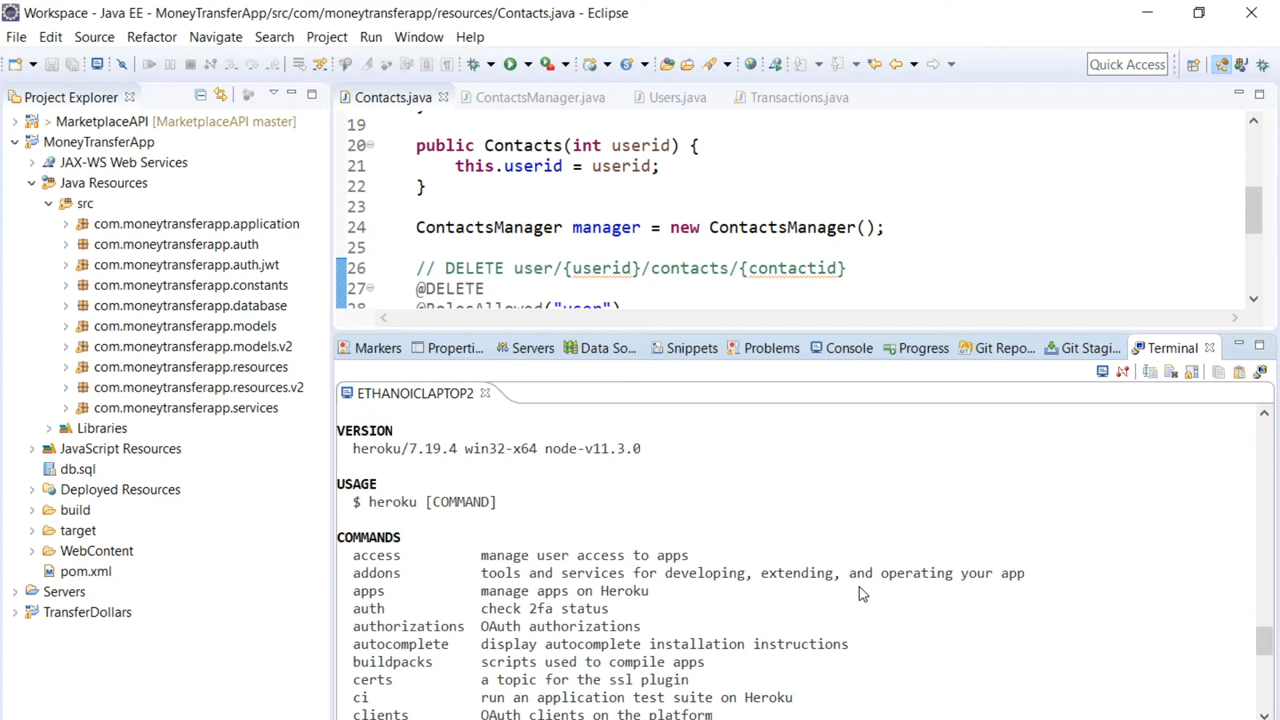 Workspace - Java EE - MoneyTransferApp/src/com/moneytransferapp/resources/Contacts.java - Eclipse
File Edit Source Refactor Navigate Search Project Run Window Help
Quick Access
Project Explorer
> MarketplaceAPI [MarketplaceAPI master]
MoneyTransferApp
JAX-WS Web Services
Java Resources
src
com.moneytransferapp.application
com.moneytransferapp.auth
com.moneytransferapp.auth.jwt
com.moneytransferapp.constants
com.moneytransferapp.database
com.moneytransferapp.models
com.moneytransferapp.models.v2
com.moneytransferapp.resources
com.moneytransferapp.resources.v2
com.moneytransferapp.services
Libraries
JavaScript Resources
db.sql
Deployed Resources
build
target
WebContent
pom.xml
Servers
TransferDollars
Contacts.java ContactsManager.java Users.java Transactions.java
19
20 public Contacts(int userid) {
21 this.userid = userid;
22 }
23
24 ContactsManager manager = new ContactsManager();
25
26 // DELETE user/{userid}/contacts/{contactid}
27 @DELETE
28 @RolesAllowed("user")
Markers Properti... Servers Data So... Snippets Problems Console Progress Git Repo... Git Stagi... Terminal
ETHANOICLAPTOP2
VERSION
heroku/7.19.4 win32-x64 node-v11.3.0
USAGE
$ heroku [COMMAND]
COMMANDS
access manage user access to apps
addons tools and services for developing, extending, and operating your app
apps manage apps on Heroku
auth check 2fa status
authorizations OAuth authorizations
autocomplete display autocomplete installation instructions
buildpacks scripts used to compile apps
certs a topic for the ssl plugin
ci run an application test suite on Heroku
clients OAuth clients on the platform